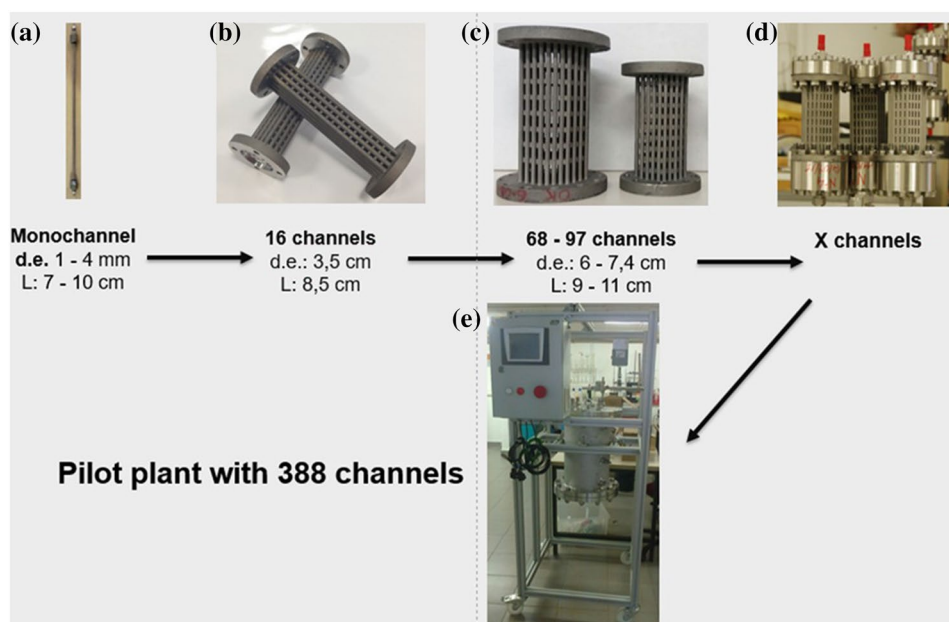 (a)
(b)
(c)
(d)
Monochannel
d.e. 1 - 4 mm
L: 7 - 10 cm
16 channels
d.e.: 3,5 cm
L: 8,5 cm
68 - 97 channels
d.e.: 6 - 7,4 cm
L: 9 - 11 cm
X channels
(e)
Pilot plant with 388 channels